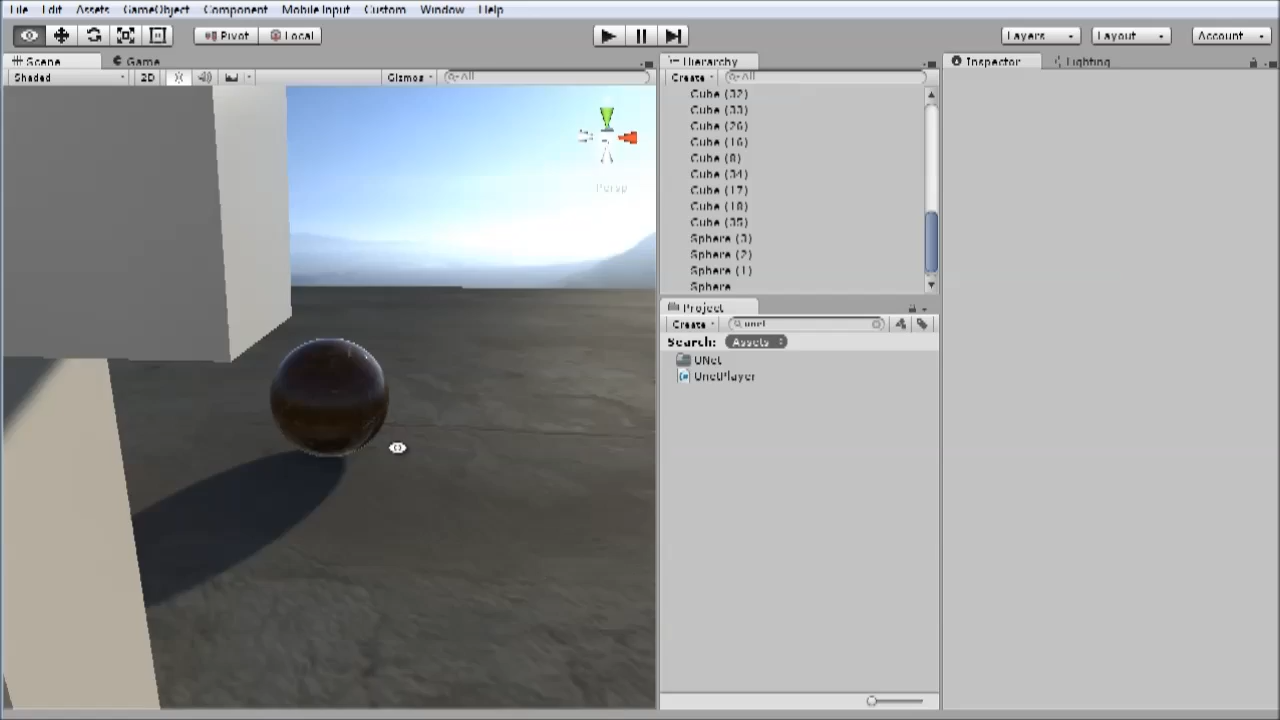 File Edit Assets GameObject Component Mobile Input Custom Window Help
Pivot Local Layers Layout Account
Scene Game
Shaded 2D Gizmos All
Persp
Hierarchy
Create All
Cube (32)
Cube (33)
Cube (26)
Cube (16)
Cube (8)
Cube (34)
Cube (17)
Cube (18)
Cube (35)
Sphere (3)
Sphere (2)
Sphere (1)
Sphere
Project
Create unet
Search: Assets
UNet
UnetPlayer
Inspector Lighting